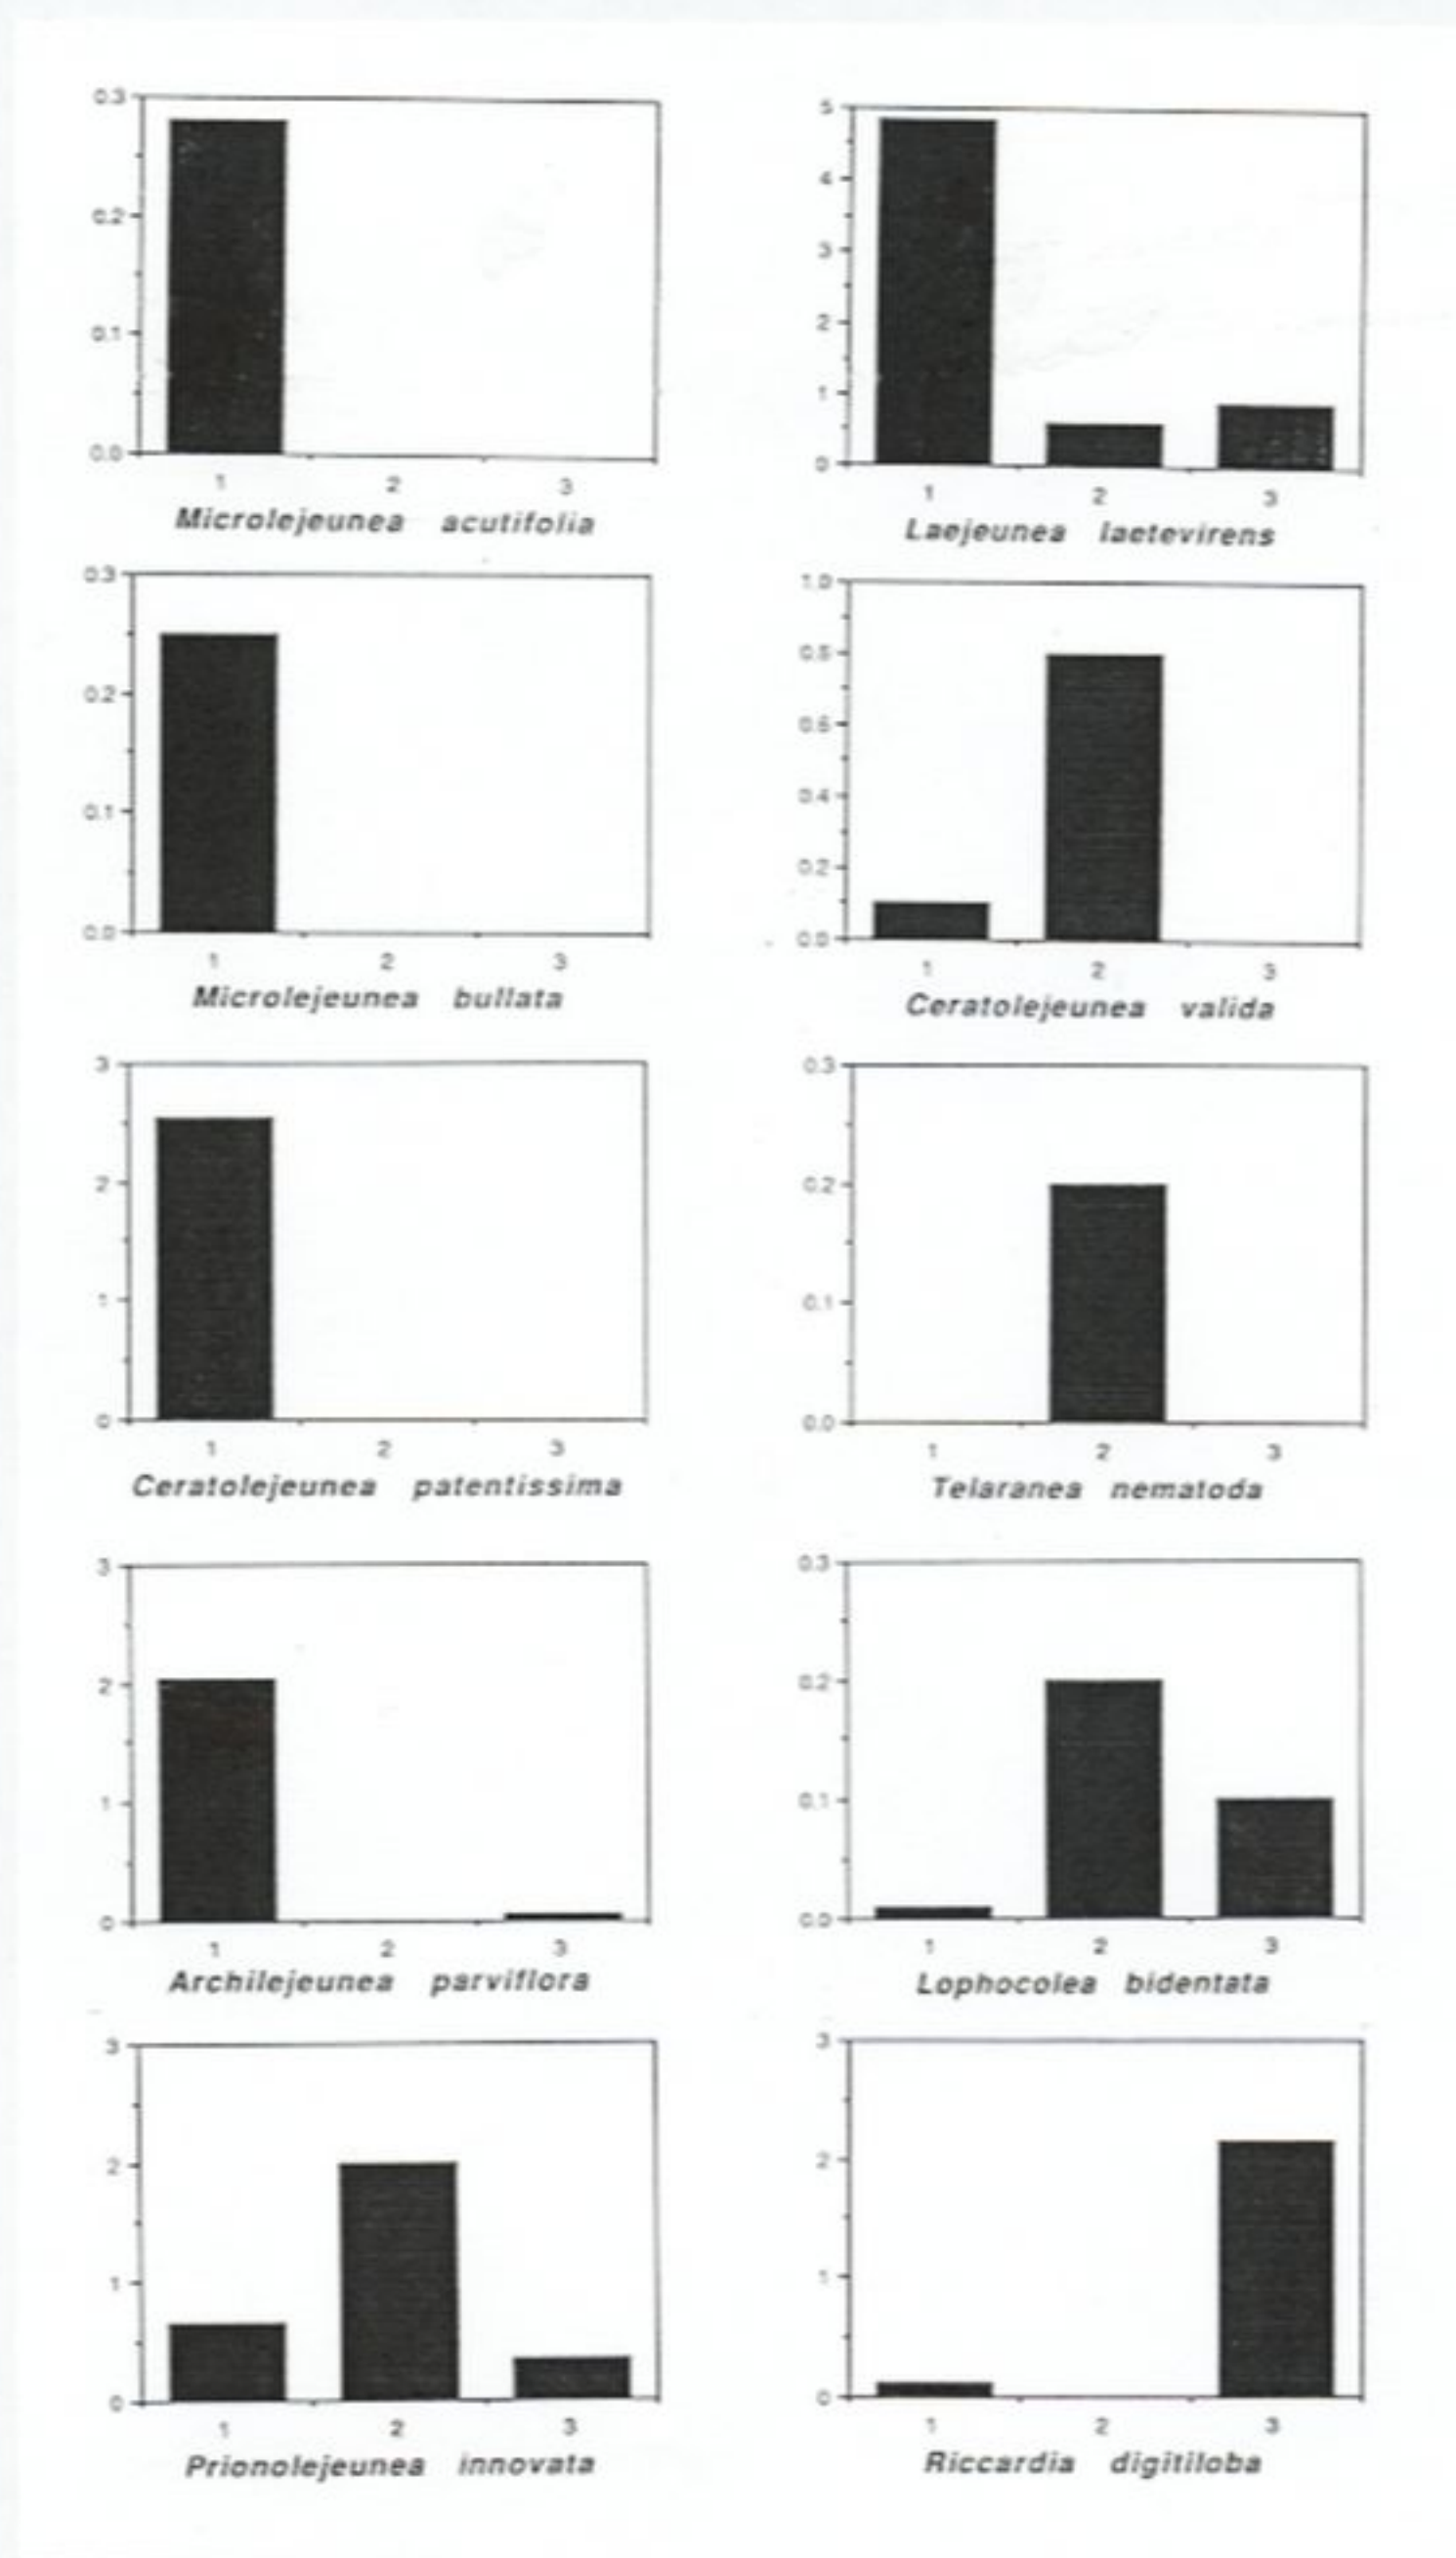 0.3
0.2
0.1
0.0
1 2 3
Microlejeunea acutifolia
5
4
3
2
1
0
1 2 3
Laejeunea laetevirens
0.3
0.2
0.1
0.0
1 2 3
Microlejeunea bullata
1.0
0.8
0.6
0.4
0.2
0.0
1 2 3
Ceratolejeunea valida
3
2
1
0
1 2 3
Ceratolejeunea patentissima
0.3
0.2
0.1
0.0
1 2 3
Telaranea nematoda
3
2
1
0
1 2 3
Archilejeunea parviflora
0.3
0.2
0.1
0.0
1 2 3
Lophocolea bidentata
3
2
1
0
1 2 3
Prionolejeunea innovata
3
2
1
0
1 2 3
Riccardia digitiloba